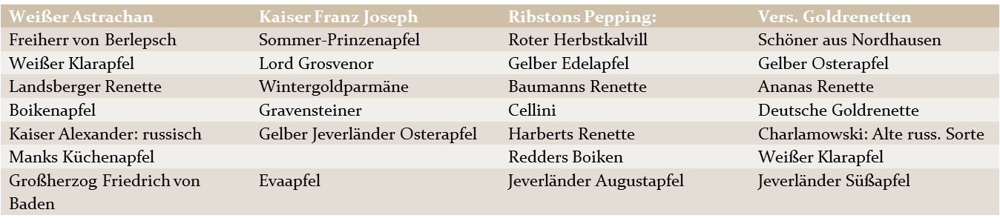 Weißer Astrachan Kaiser Franz Joseph Ribstons Pepping: Vers. Goldrenetten
Freiherr von Berlepsch Sommer-Prinzenapfel Roter Herbstkalvill Schöner aus Nordhausen
Weißer Klarapfel Lord Grosvenor Gelber Edelapfel Gelber Osterapfel
Landsberger Renette Wintergoldparmäne Baumanns Renette Ananas Renette
Boikenapfel Gravensteiner Cellini Deutsche Goldrenette
Kaiser Alexander: russisch Gelber Jeverländer Osterapfel Harberts Renette Charlamowski: Alte russ. Sorte
Manks Küchenapfel Redders Boiken Weißer Klarapfel
Großherzog Friedrich von Evaapfel Jeverländer Augustapfel Jeverländer Süßapfel
Baden